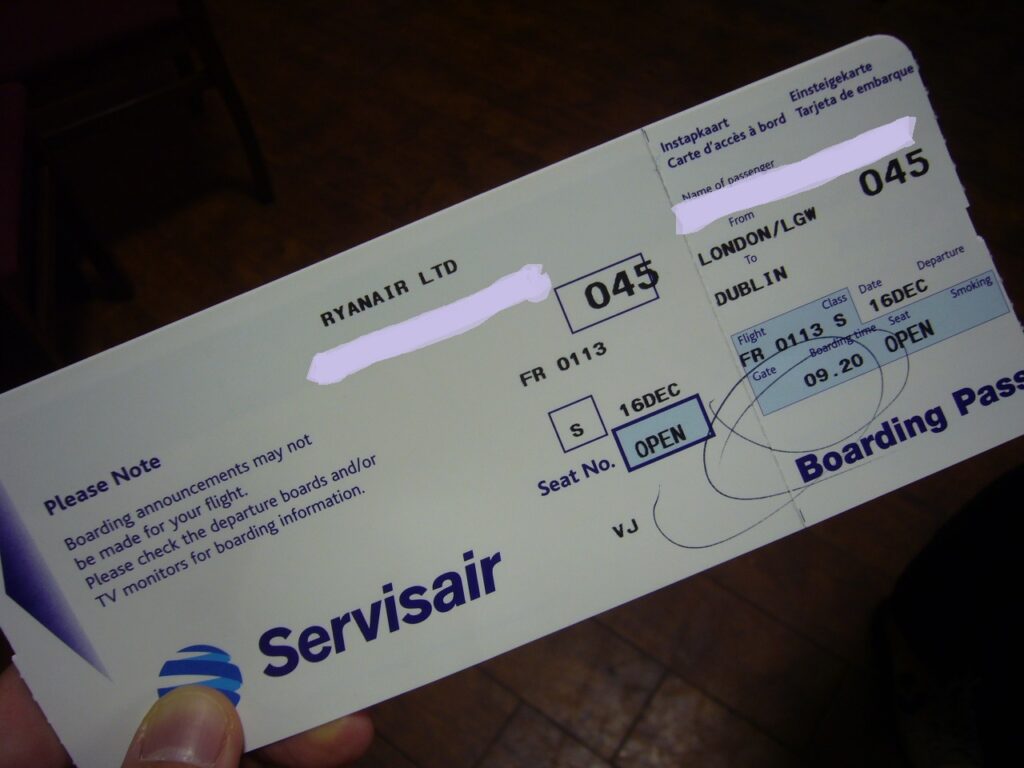 RYANAIR LTD
045
FR 0113
S
16DEC
Seat No.
OPEN
VJ
Please Note
Boarding announcements may not
be made for your flight.
Please check the departure boards and/or
TV monitors for boarding information.
Servisair
Instapkaart
Einsteigekarte
Carte d'accès à bord
Tarjeta de embarque
Name of passenger
045
From
LONDON/LGW
To
DUBLIN
Flight
Class
Date
Departure
FR 0113 S
16DEC
Gate
Boarding time
Seat
Smoking
09.20
OPEN
Boarding Pass